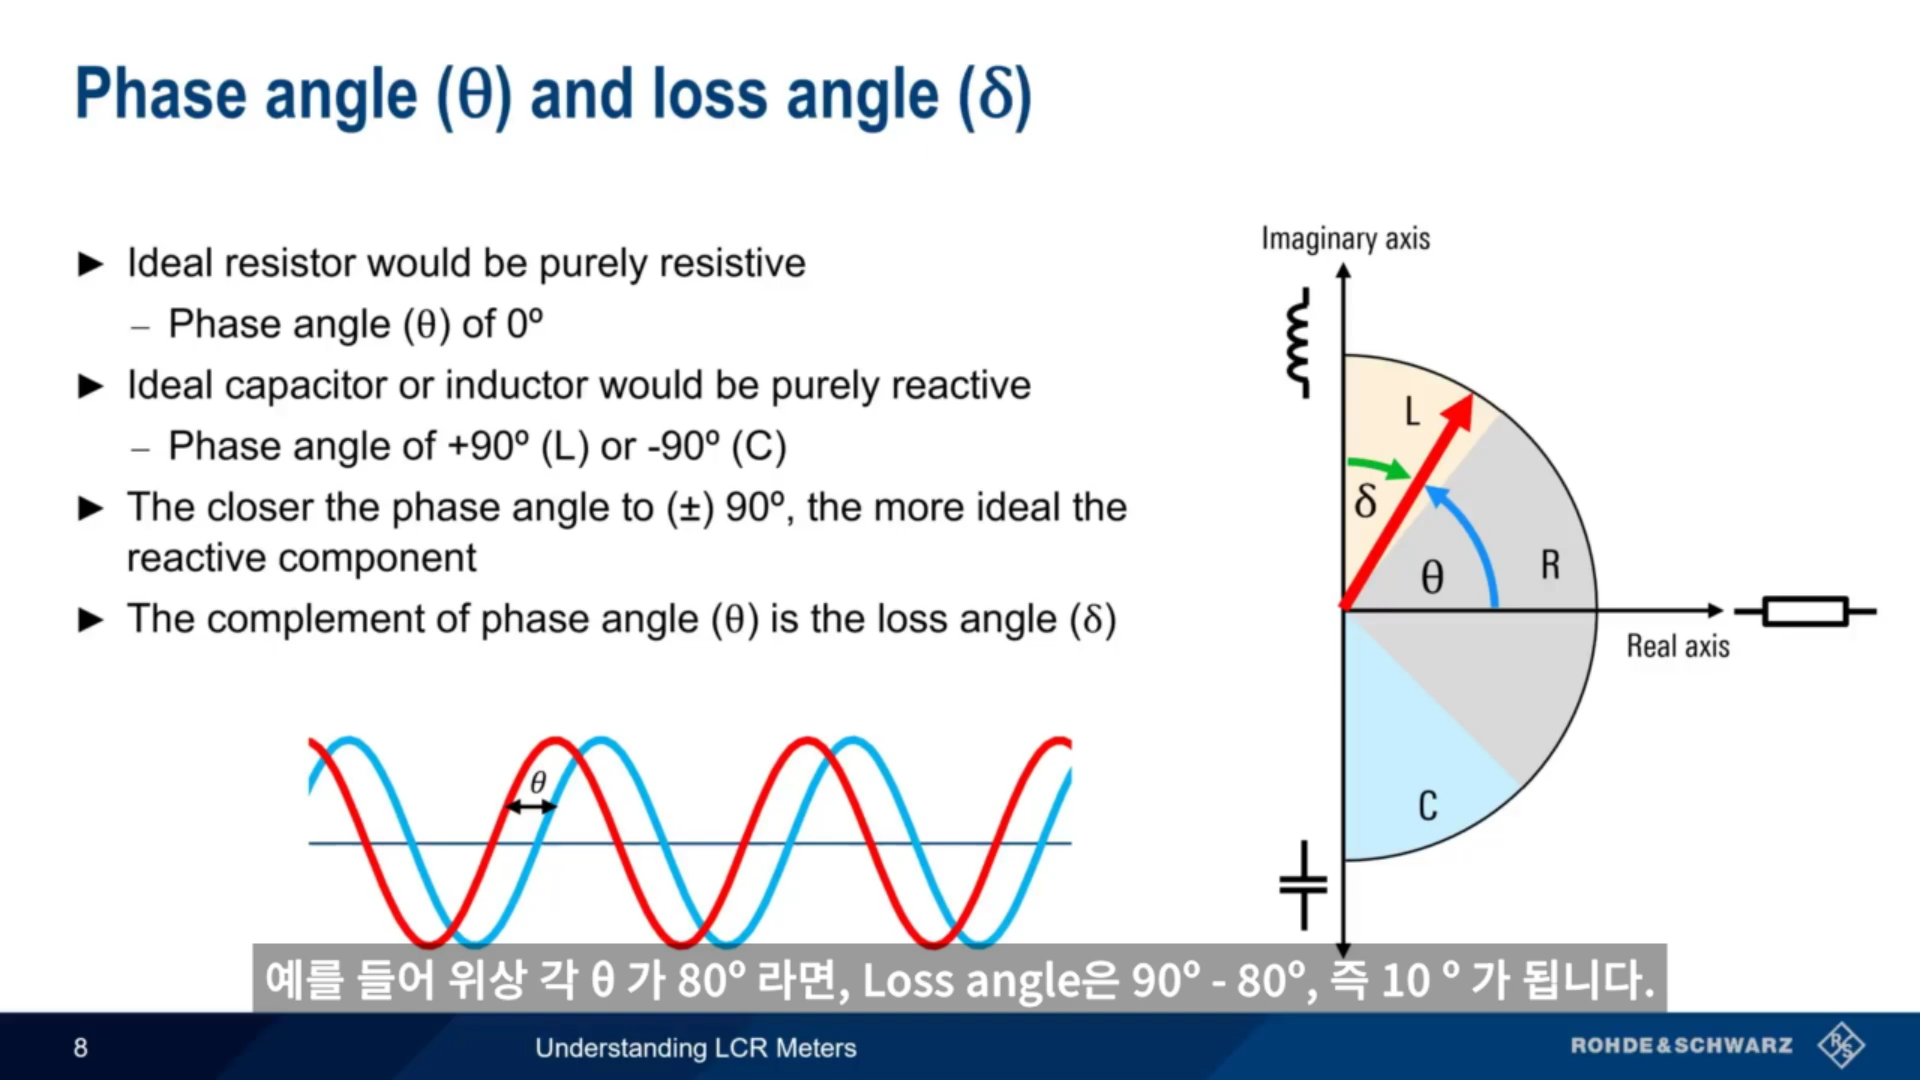 Phase angle (θ) and loss angle (δ)
► Ideal resistor would be purely resistive
– Phase angle (θ) of 0º
► Ideal capacitor or inductor would be purely reactive
– Phase angle of +90º (L) or -90º (C)
► The closer the phase angle to (±) 90º, the more ideal the
reactive component
► The complement of phase angle (θ) is the loss angle (δ)
θ
Imaginary axis
L
δ
θ
R
Real axis
C
예를 들어 위상 각 θ 가 80º 라면, Loss angle은 90º - 80º, 즉 10 º 가 됩니다.
8
Understanding LCR Meters
ROHDE&SCHWARZ
R&S